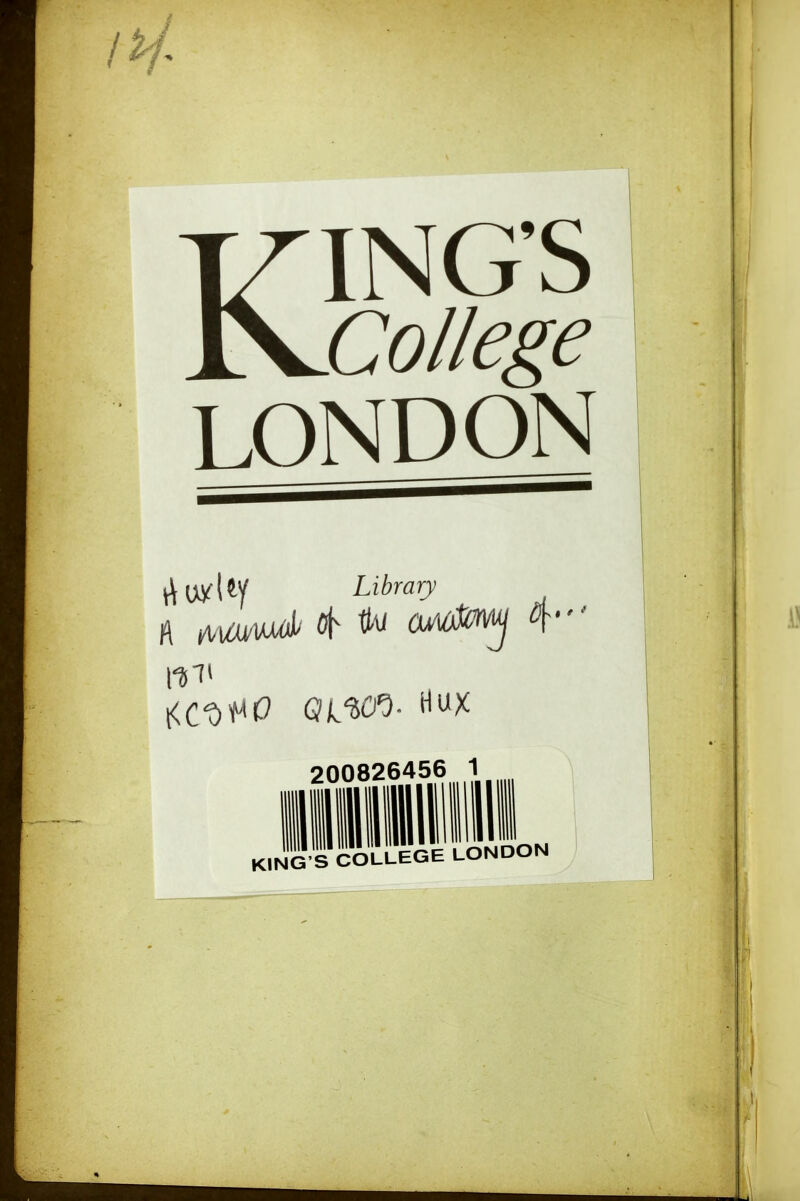 12/.
KING'S
College
LONDON
Library
Huxley
A manual of the anatomy of...
1871
KCSMD QL805. HUX
200826456 1
KING'S COLLEGE LONDON